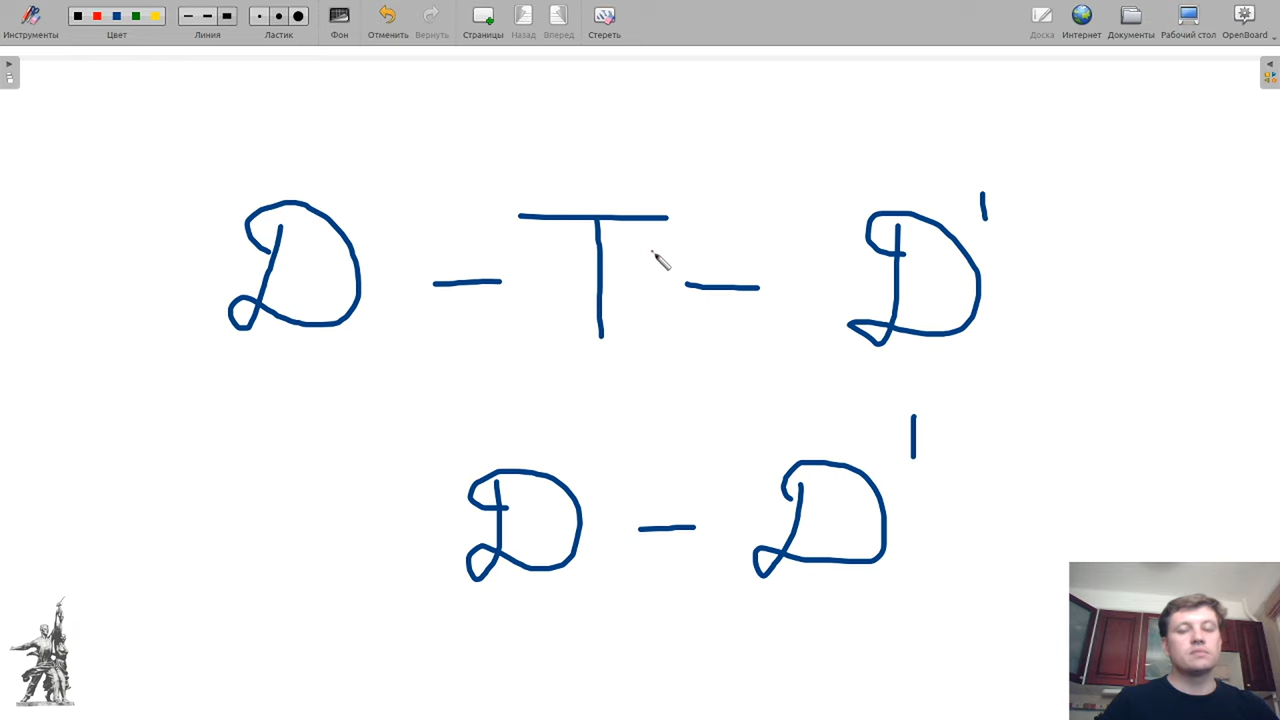 Инструменты Цвет Линия Ластик Фон Отменить Вернуть Страницы Назад Вперед Стереть Доска Интернет Документы Рабочий стол OpenBoard
Д - Т - Д'
Д - Д'